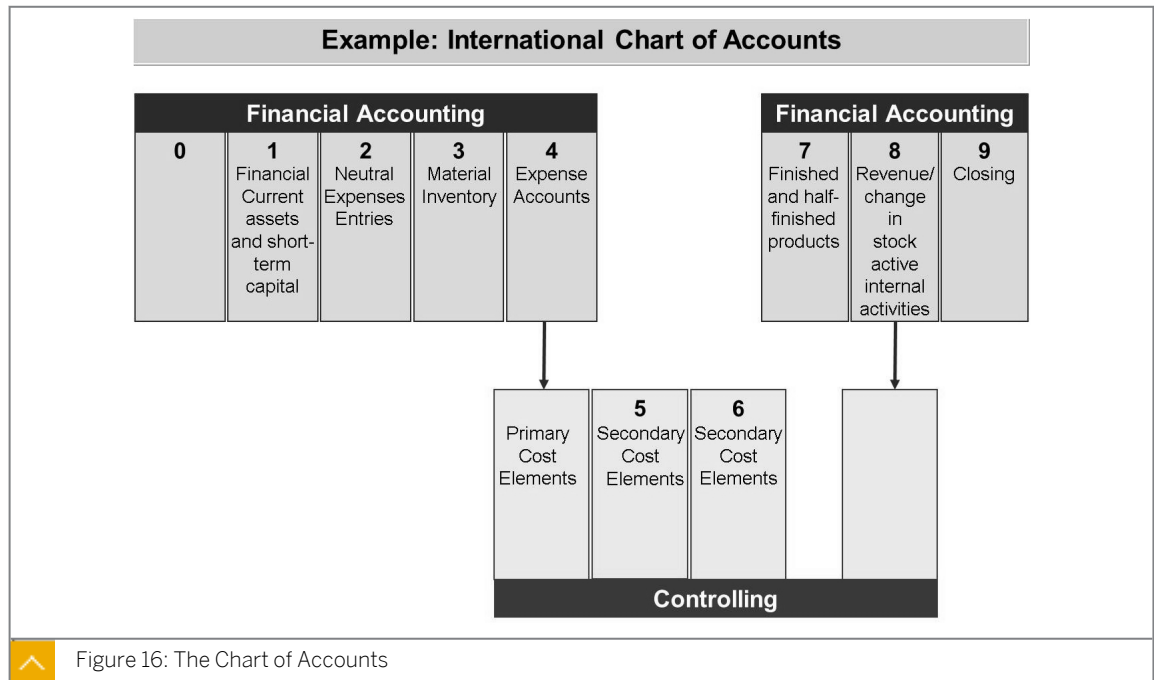 Example: International Chart of Accounts
Financial Accounting
0
1
Financial
Current
assets
and short-
term
capital
2
Neutral
Expenses
Entries
3
Material
Inventory
4
Expense
Accounts
Financial Accounting
7
Finished
and half-
finished
products
8
Revenue/
change
in
stock
active
internal
activities
9
Closing
Primary
Cost
Elements
5
Secondary
Cost
Elements
6
Secondary
Cost
Elements
Controlling
Figure 16: The Chart of Accounts